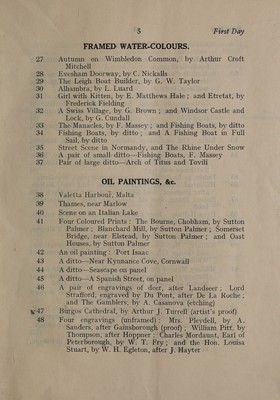 5 First Day
FRAMED WATER-COLOURS.
27 Autumn on Wimbledon Common, by Arthur Croft
Mitchell
28 Evesham Doorway, by C. Nickalls
29 The Leigh Boat Builder, by G. W. Taylor
30 Alhambra, by L. Luard
31 Girl with Kitten, by E. Matthews Hale ; and Etretat, by
Frederick Fielding
32 A Swiss Village, by G. Brown ; and Windsor Castle and
Lock, by G. Cundall
33 The Manacles, by F. Massey ; and Fishing Boats, by ditto
34 Fishing Boats, by ditto ; and A Fishing Boat in Full
Sail, by ditto
35 Street Scene in Normandy, and The Rhine Under Snow
36 A pair of small ditto—Fishing Boats, F. Massey
37 Pair of large ditto—Arch of Titus and Tovili
OIL PAINTINGS, &c.
38 Valetta Harbour, Malta
39 Thames, near Marlow
40 Scene on an Italian Lake
41 Four Coloured Prints : The Bourne, Chobham, by Sutton
Palmer ; Blanchard Mill, by Sutton Palmer ; Somerset
Bridge, near Elstead, by Sutton Palmer ; and Oast
Houses, by Sutton Palmer
42 An oil painting : Port Isaac
43 A ditto—Near Kynnance Cove, Cornwall
44 A ditto—Seascape on panel
45 A ditto—A Spanish Street, on panel
46 A pair of engravings of deer, after Landseer ; Lord
Strafford, engraved by Du Pont, after De La Roche ;
and The Gamblers, by A. Casanova (etching)
47 Burgos Cathedral, by Arthur J. Turrell (artist's proof)
48 Four engravings (unframed) : Mrs. Pleydell, by A.
Sanders, after Gainsborough (proof) ; William Pitt, by
Thompson, after Hoppner ; Charles Mordaunt, Earl of
Peterborough, by W. T. Fry ; and the Hon. Louisa
Stuart, by W. H. Egleton, after J. Hayter